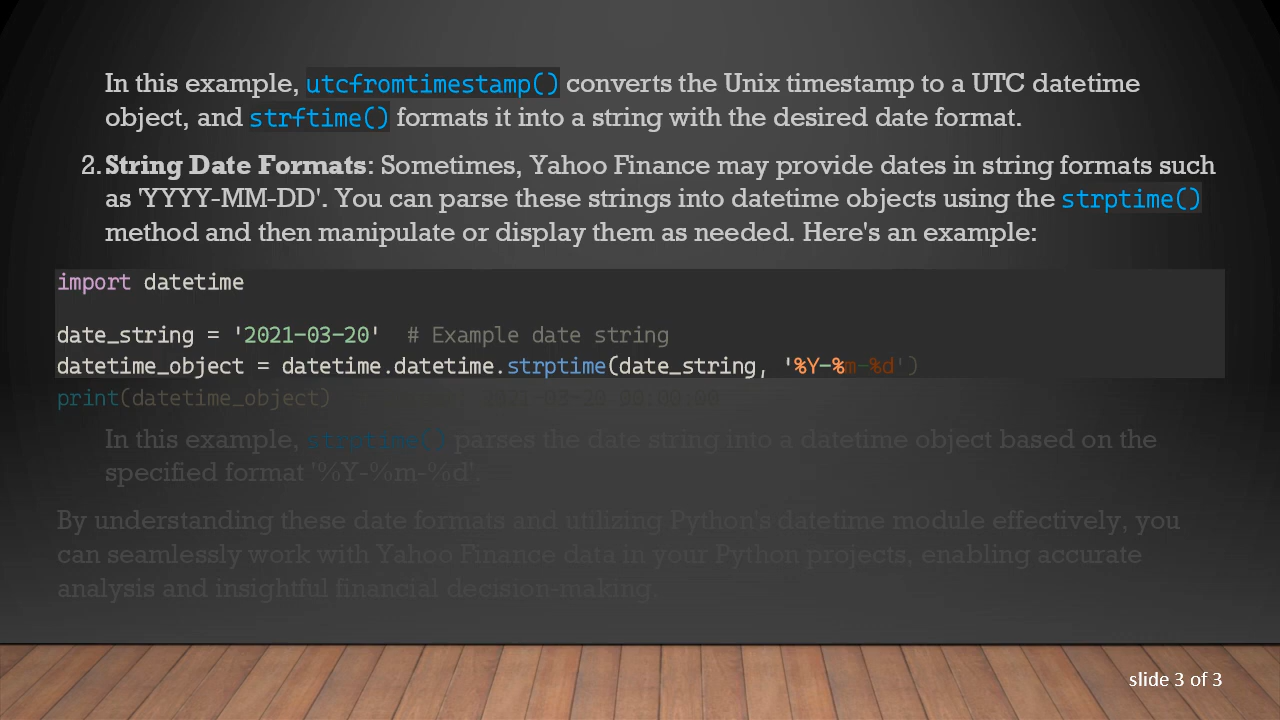 In this example, utcfromtimestamp() converts the Unix timestamp to a UTC datetime
object, and strftime() formats it into a string with the desired date format.
2. String Date Formats: Sometimes, Yahoo Finance may provide dates in string formats such
as 'YYYY-MM-DD'. You can parse these strings into datetime objects using the strptime()
method and then manipulate or display them as needed. Here's an example:
import datetime
date_string = '2021-03-20'  # Example date string
datetime_object = datetime.datetime.strptime(date_string, '%Y-%m-%d')
print(datetime_object) 2021-03-20 00:00:00
In this example, strptime() parses the date string into a datetime object based on the
specified format '%Y-%m-%d'.
By understanding these date formats and utilizing Python's datetime module effectively, you
can seamlessly work with Yahoo Finance data in your Python projects, enabling accurate
analysis and insightful financial decision-making.
slide 3 of 3